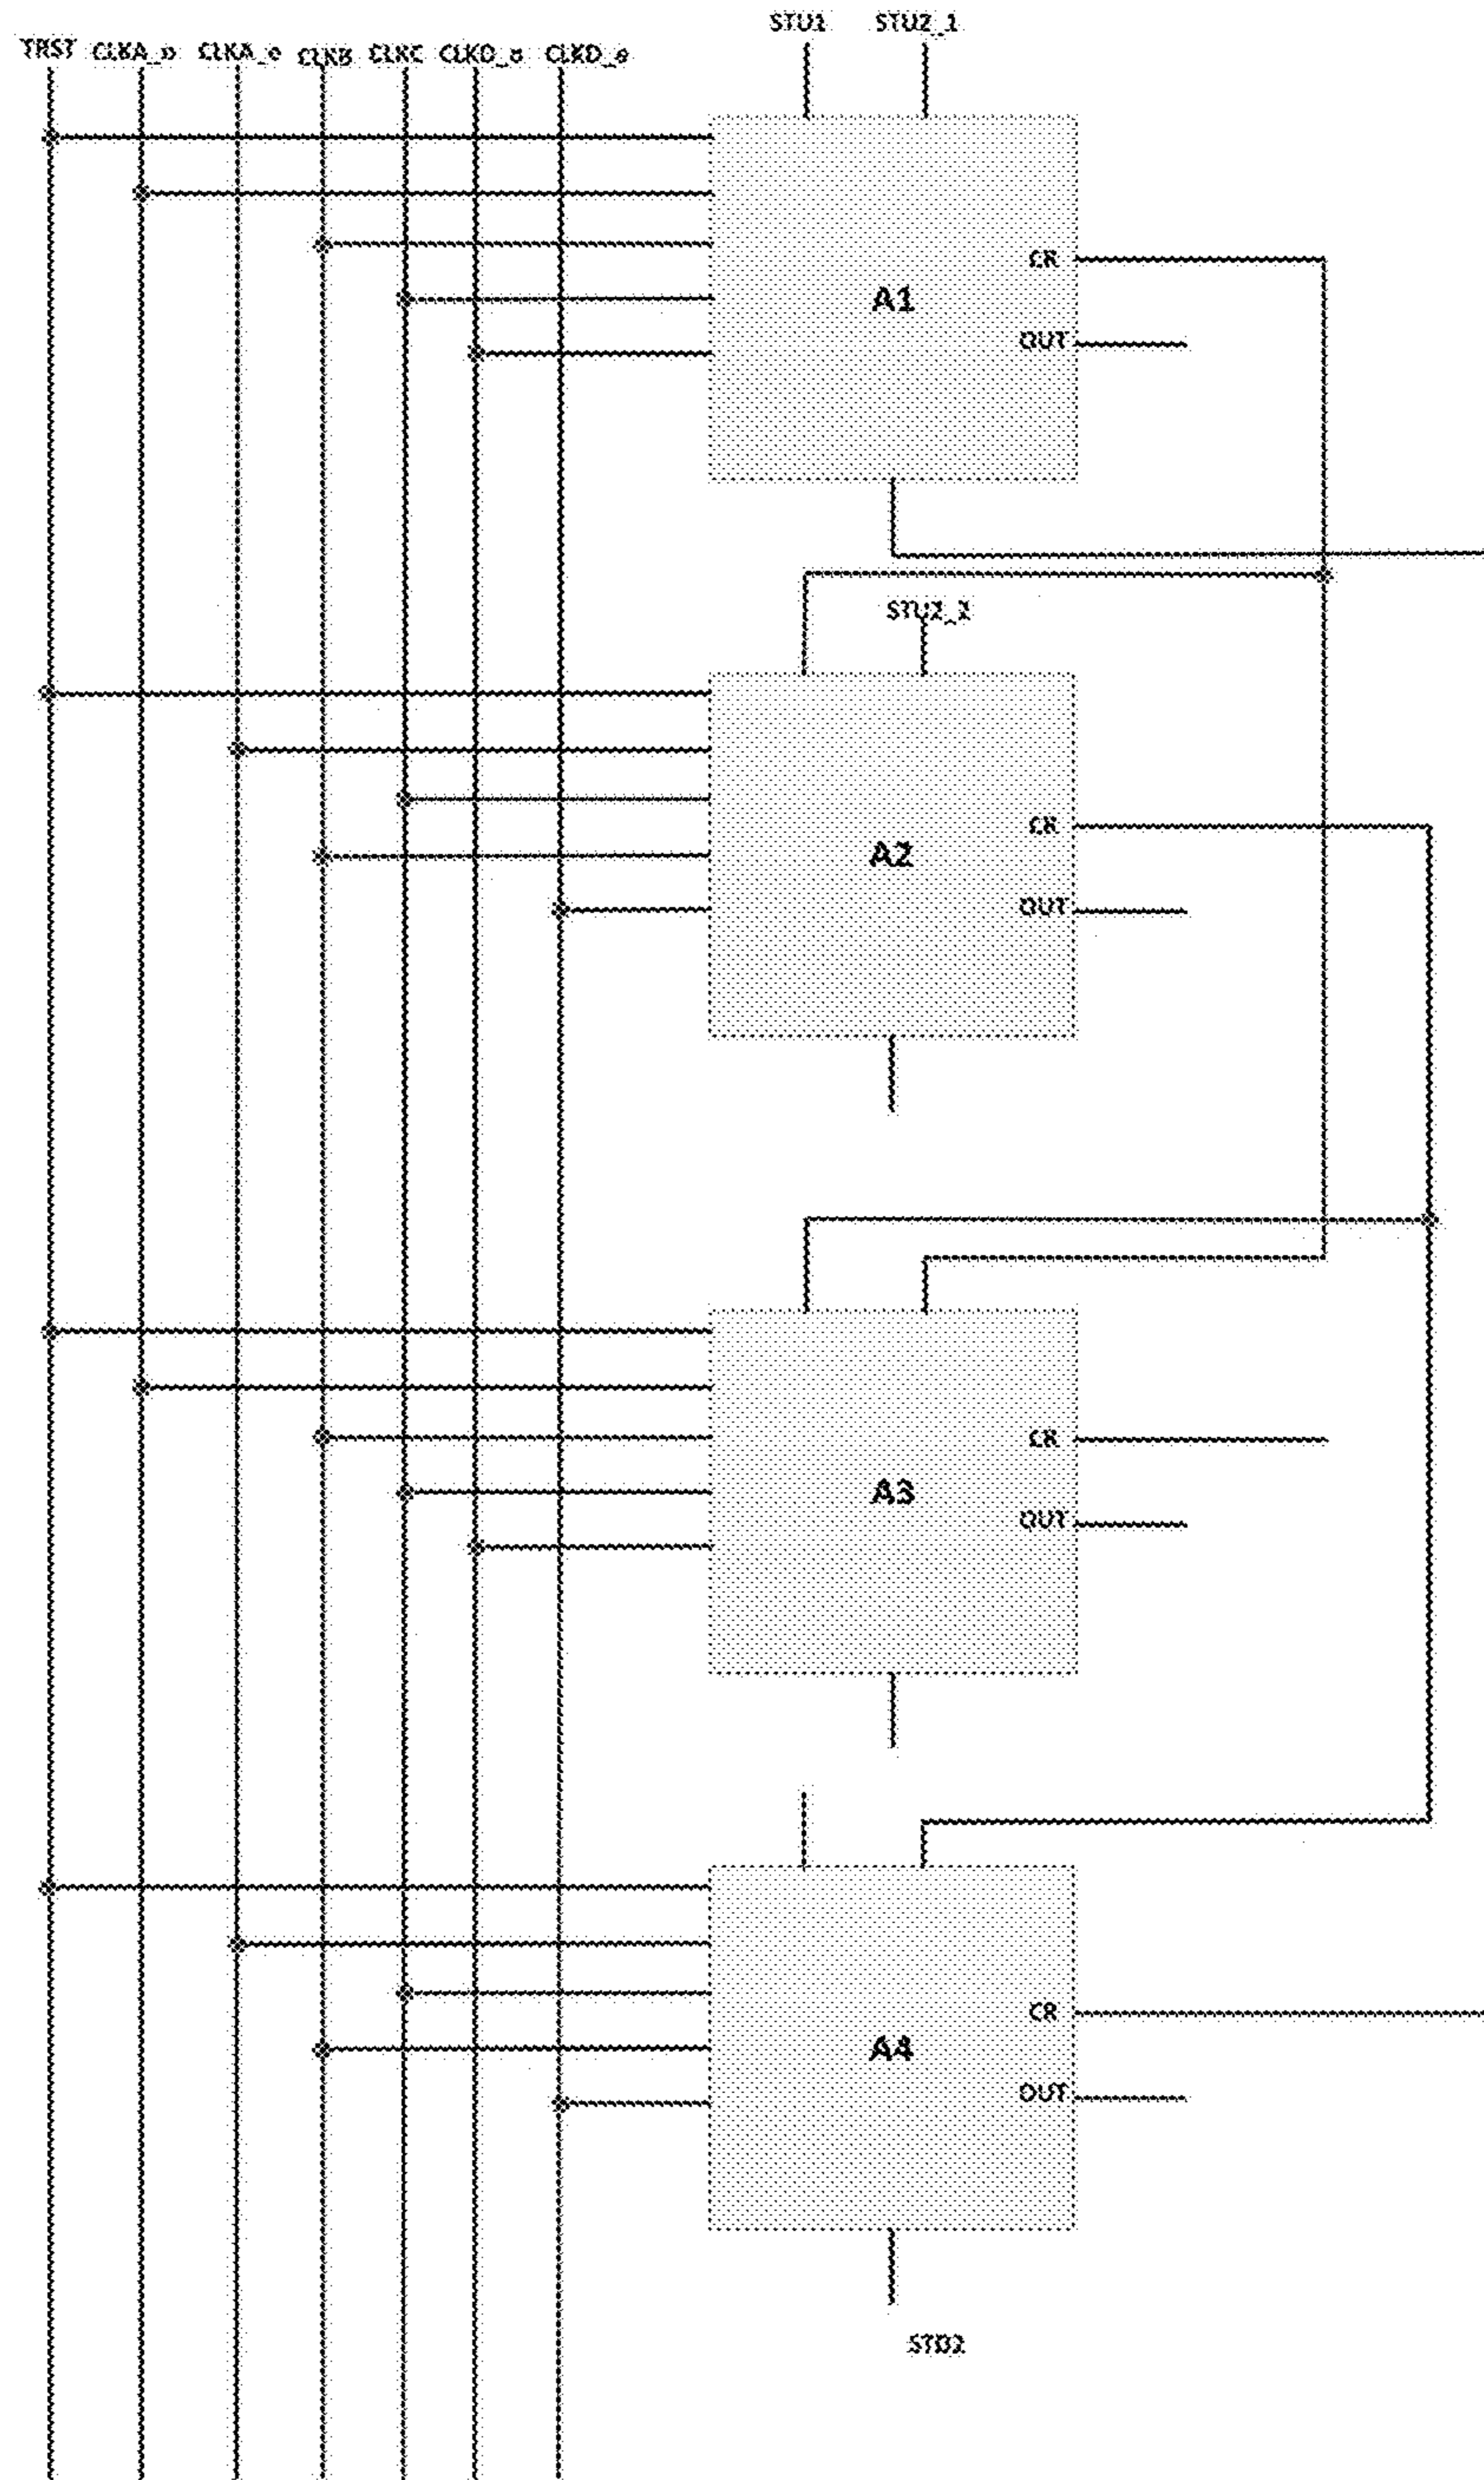 STU1 STU2_1
TRST CLKA_o CLKA_e CLKB CLKC CLKD_o CLKD_e
CR
A1
OUT
STU2_2
CR
A2
OUT
CR
A3
OUT
CR
A4
OUT
STD2